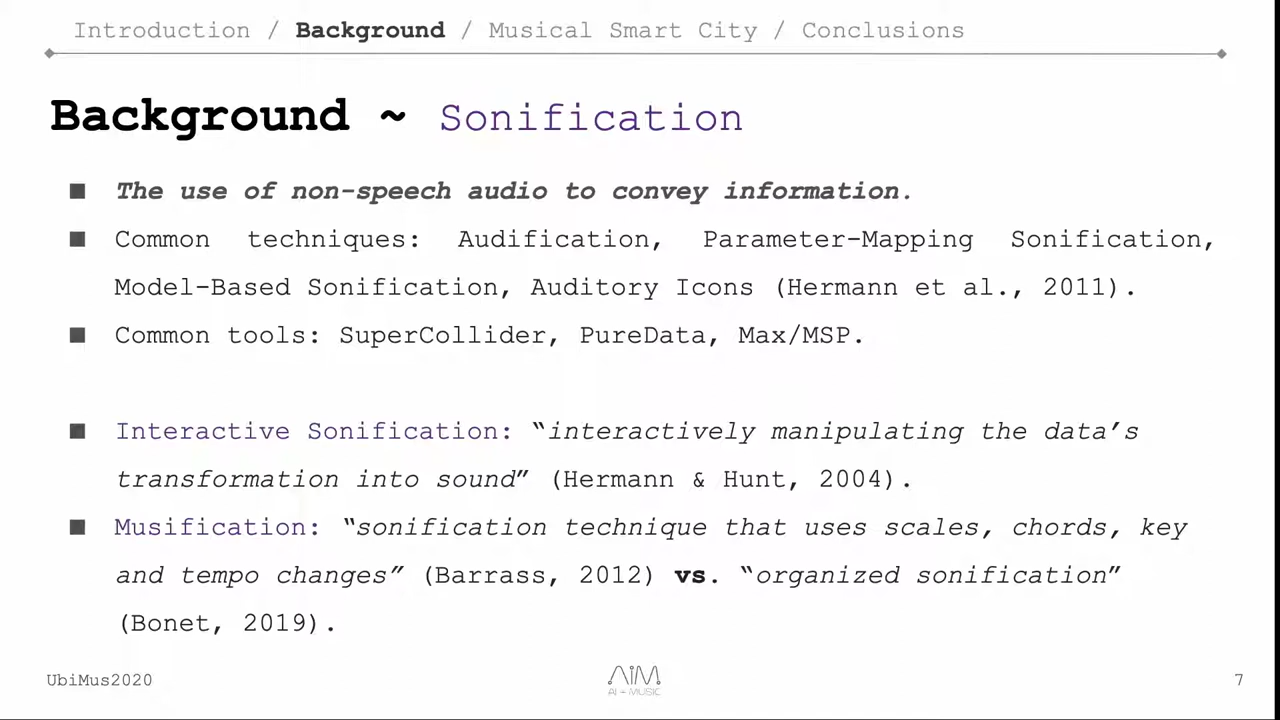 Introduction / Background / Musical Smart City / Conclusions
Background ~ Sonification
■ The use of non-speech audio to convey information.
■ Common techniques: Audification, Parameter-Mapping Sonification,
Model-Based Sonification, Auditory Icons (Hermann et al., 2011).
■ Common tools: SuperCollider, PureData, Max/MSP.
■ Interactive Sonification: “interactively manipulating the data’s
transformation into sound” (Hermann & Hunt, 2004).
■ Musification: “sonification technique that uses scales, chords, key
and tempo changes” (Barrass, 2012) vs. “organized sonification”
(Bonet, 2019).
UbiMus2020
AIM
AI + MUSIC
7